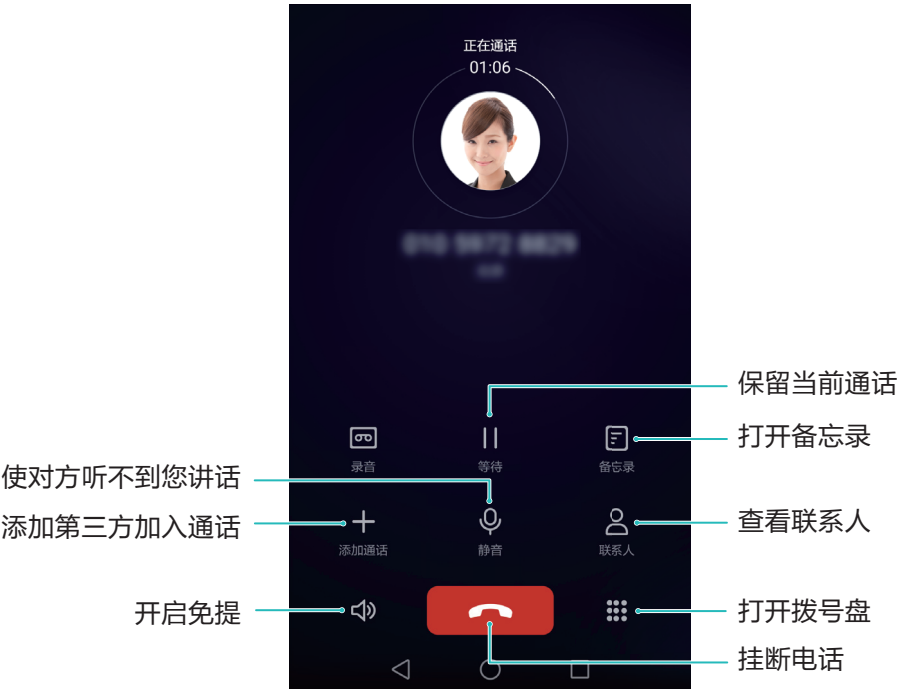 正在通话
01:06
保留当前通话
打开备忘录
录音
等待
备忘录
使对方听不到您讲话
添加第三方加入通话
查看联系人
添加通话
静音
联系人
开启免提
打开拨号盘
挂断电话